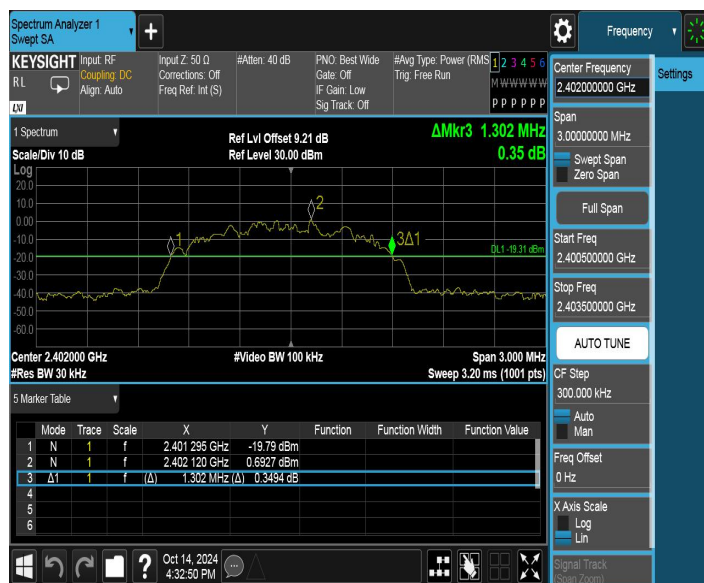 Spectrum Analyzer 1
Swept SA
+
Frequency
KEYSIGHT
RL
LXI
Input: RF
Coupling: DC
Align: Auto
Input Z: 50 Ω
Corrections: Off
Freq Ref: Int (S)
#Atten: 40 dB
PNO: Best Wide
Gate: Off
IF Gain: Low
Sig Track: Off
#Avg Type: Power (RMS
Trig: Free Run
1 2 3 4 5 6
M W W W W W
P P P P P P
1 Spectrum
Scale/Div 10 dB
Ref Lvl Offset 9.21 dB
Ref Level 30.00 dBm
ΔMkr3 1.302 MHz
0.35 dB
Log
20.0
10.0
0.00
-10.0
-20.0
-30.0
-40.0
-50.0
-60.0
1
2
3Δ1
DL1 -19.31 dBm
Center 2.402000 GHz
#Video BW 100 kHz
Span 3.000 MHz
#Res BW 30 kHz
Sweep 3.20 ms (1001 pts)
5 Marker Table
Mode Trace Scale X Y Function Function Width Function Value
1 N 1 f 2.401 295 GHz -19.79 dBm
2 N 1 f 2.402 120 GHz 0.6927 dBm
3 Δ1 1 f (Δ) 1.302 MHz (Δ) 0.3494 dB
4
5
6
?
Oct 14, 2024
4:32:50 PM
Center Frequency
2.402000000 GHz
Settings
Span
3.00000000 MHz
Swept Span
Zero Span
Full Span
Start Freq
2.400500000 GHz
Stop Freq
2.403500000 GHz
AUTO TUNE
CF Step
300.000 kHz
Auto
Man
Freq Offset
0 Hz
X Axis Scale
Log
Lin
Signal Track
(Span Zoom)